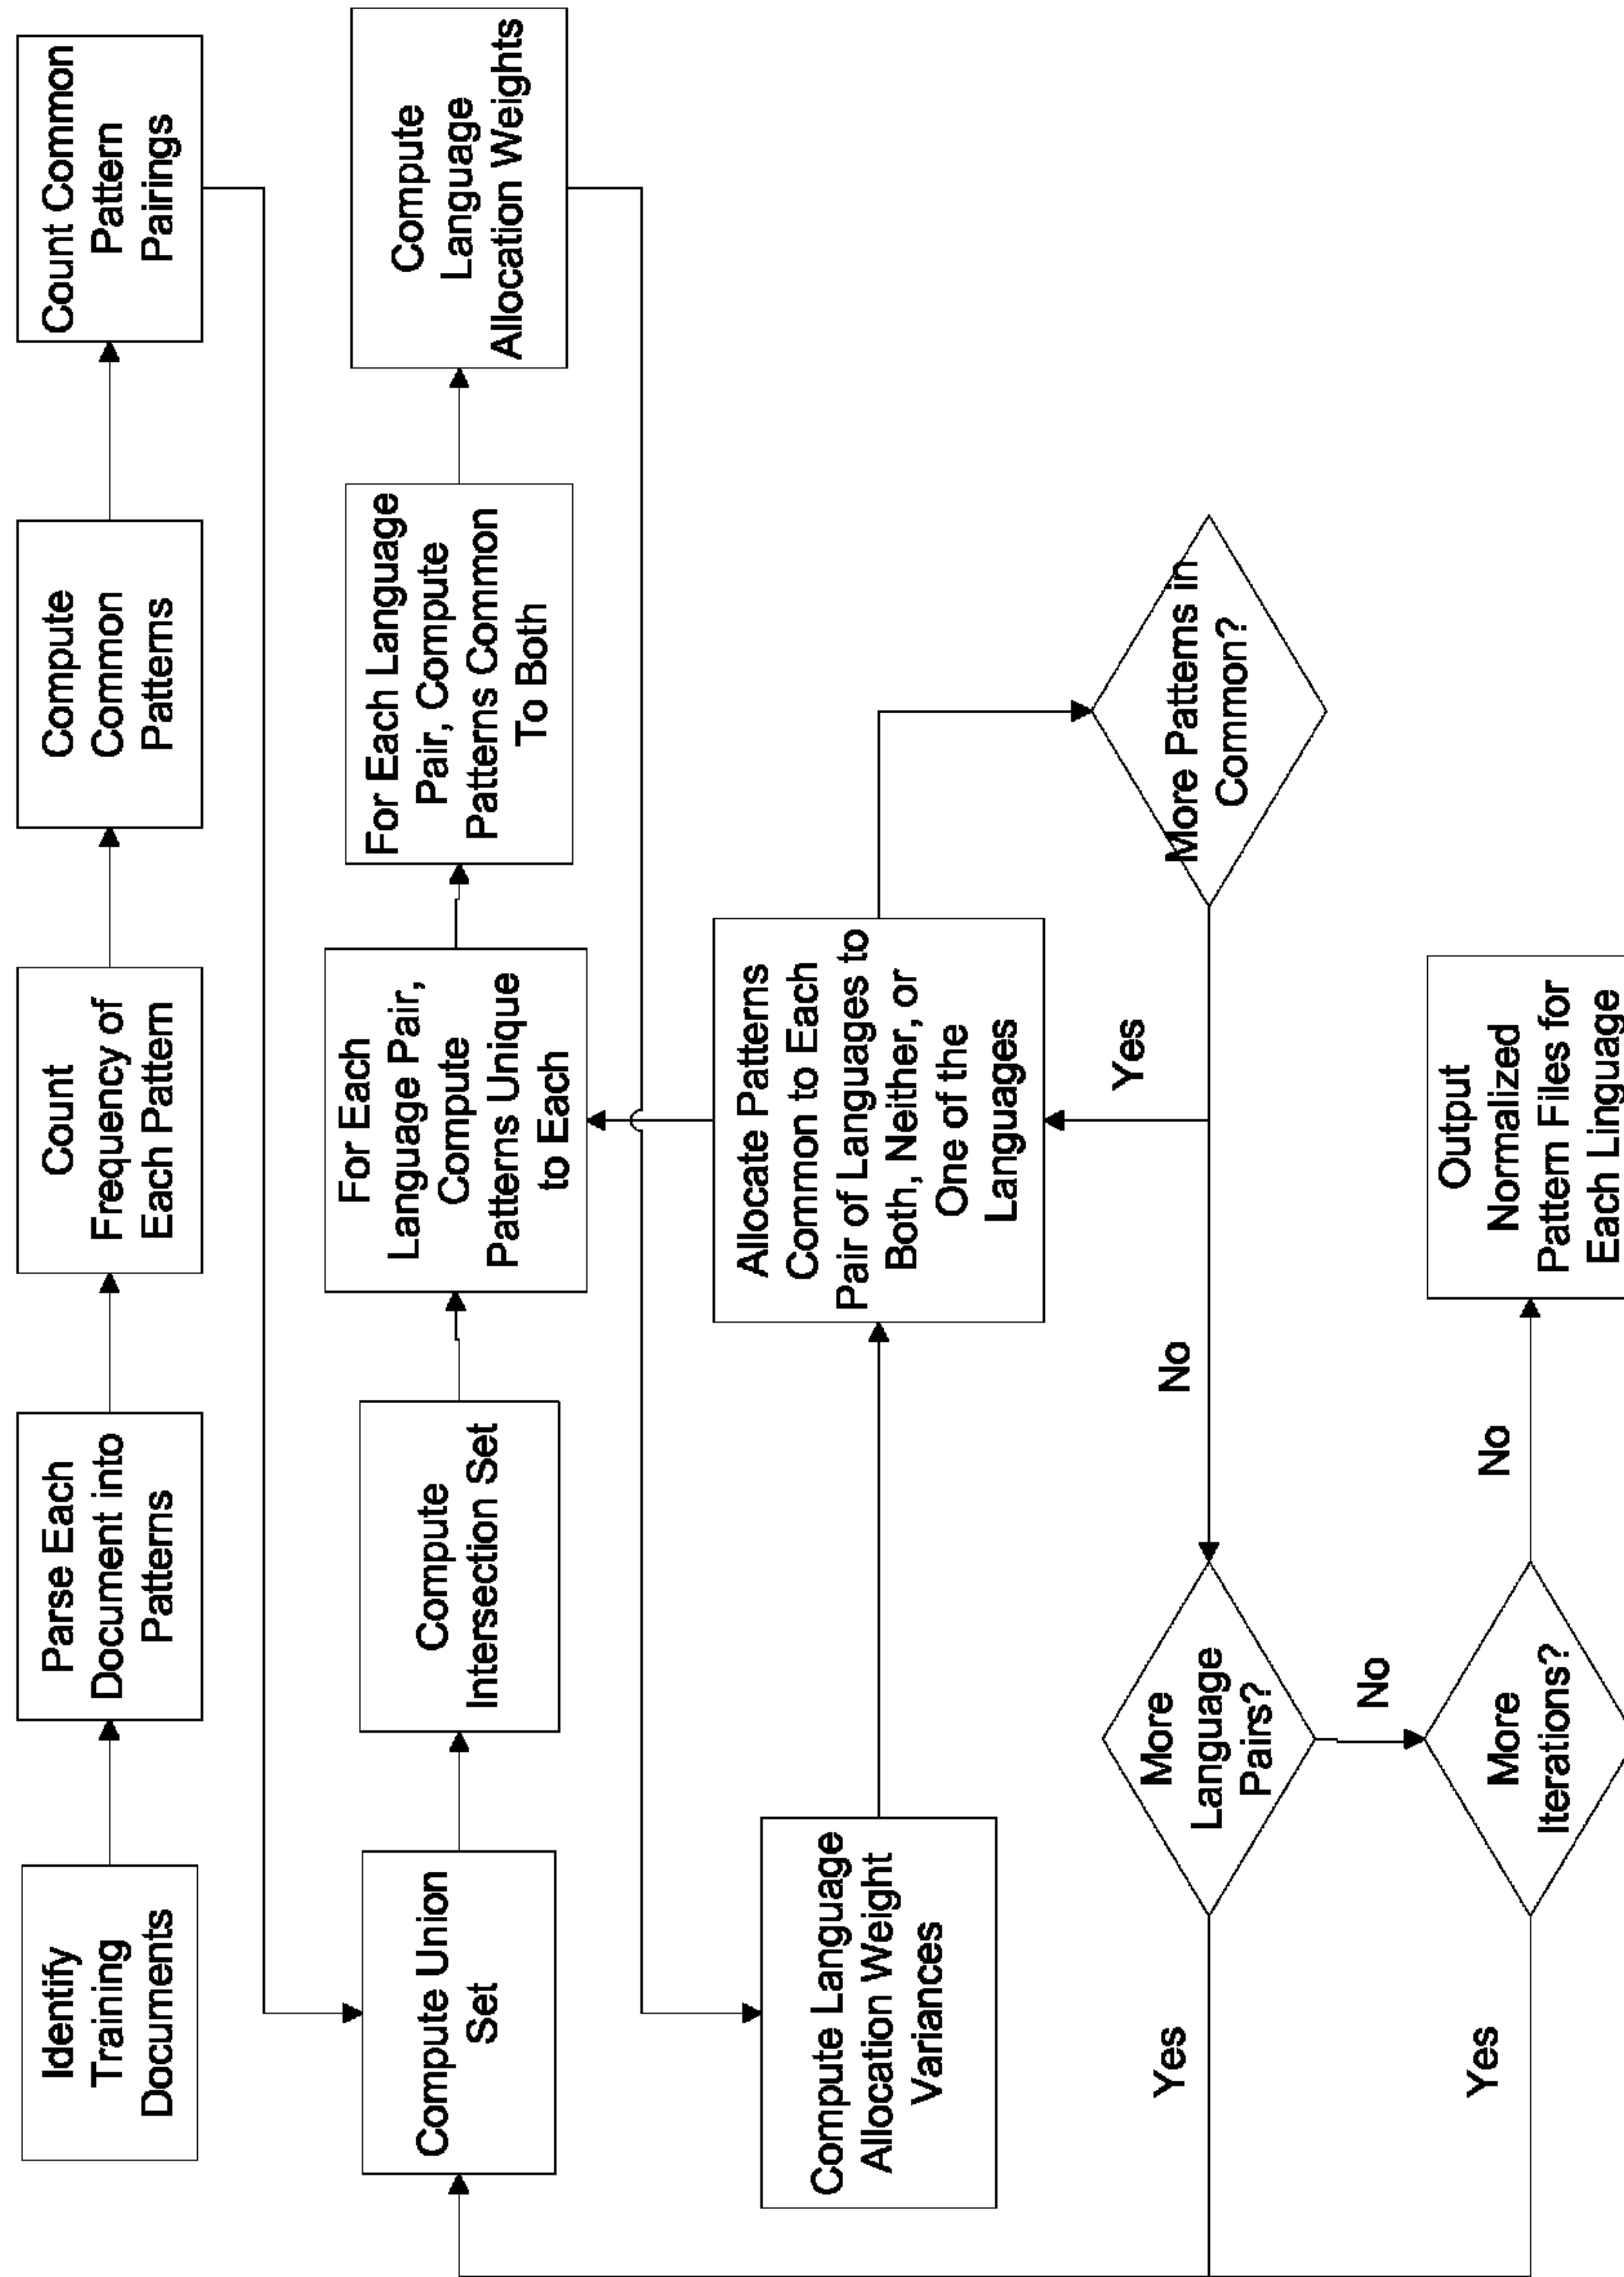 Identify
Training
Documents
Parse Each
Document into
Patterns
Count
Frequency of
Each Pattern
Compute
Common
Patterns
Count Common
Pattern
Pairings
Compute Union
Set
Compute
Intersection Set
For Each
Language Pair,
Compute
Patterns Unique
to Each
For Each Language
Pair, Compute
Patterns Common
To Both
Compute
Language
Allocation Weights
Compute Language
Allocation Weight
Variances
Allocate Patterns
Common to Each
Pair of Languages to
Both, Neither, or
One of the
Languages
More Patterns in
Common?
Yes
No
More
Language
Pairs?
Yes
No
More
Iterations?
Yes
No
Output
Normalized
Pattern Files for
Each Linguage